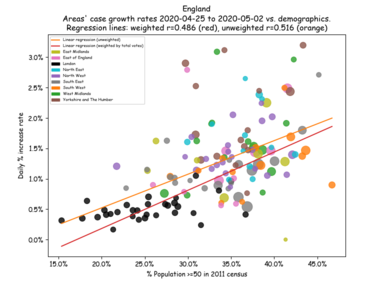 England
Areas' case growth rates 2020-04-25 to 2020-05-02 vs. demographics.
Regression lines: weighted r=0.486 (red), unweighted r=0.516 (orange)
Linear regression (unweighted)
Linear regression (weighted by total cases)
East Midlands
East of England
London
North East
North West
South East
South West
West Midlands
Yorkshire and The Humber
Daily % increase rate
3.0%
2.5%
2.0%
1.5%
1.0%
0.5%
0.0%
15.0% 20.0% 25.0% 30.0% 35.0% 40.0% 45.0%
% Population >=50 in 2011 census